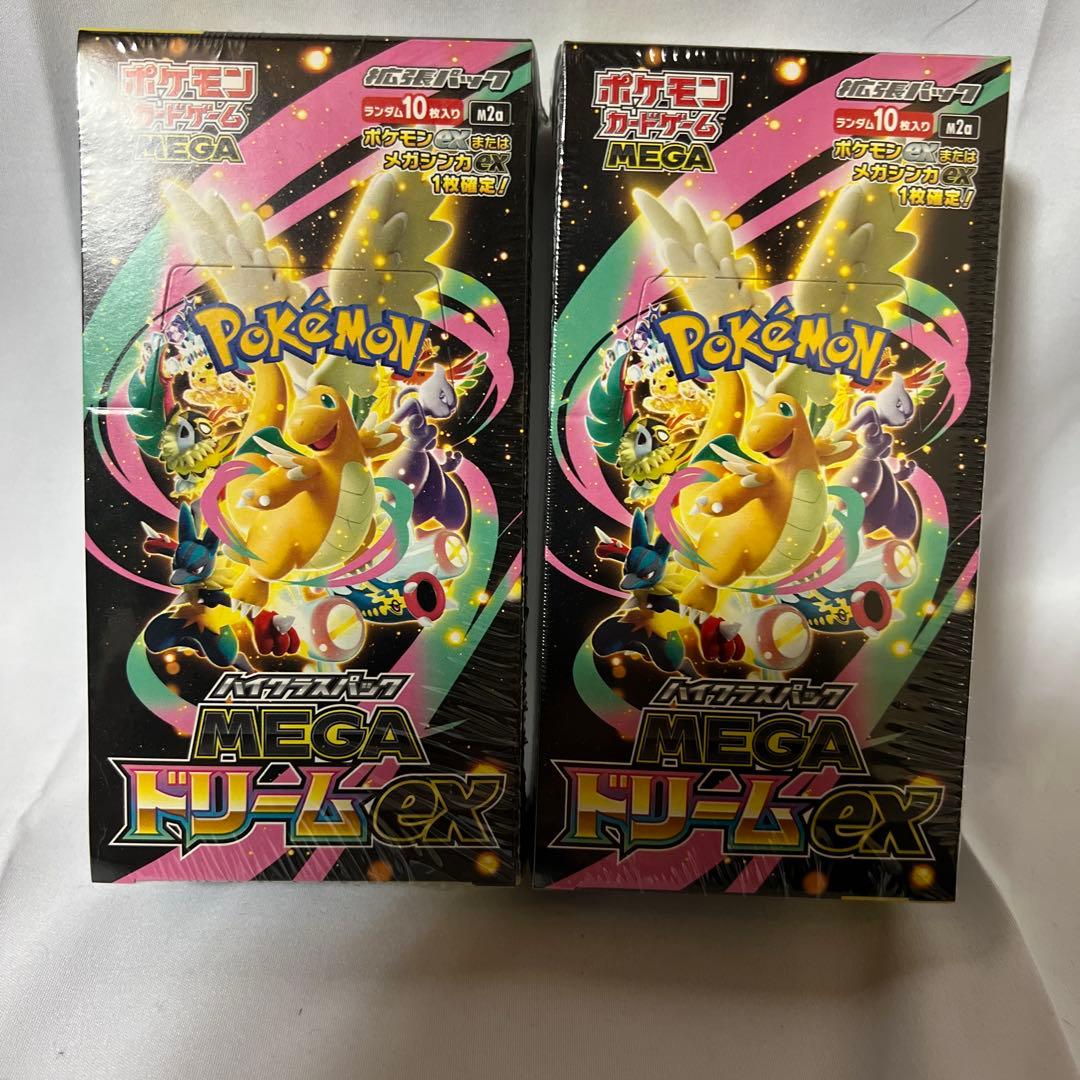 ポケモン
カードゲーム
MEGA
拡張パック
ランダム10枚入り M2a
ポケモンexまたは
メガシンカex
1枚確定!
POKéMON
ハイクラスパック
MEGA
ドリームex
ポケモン
カードゲーム
MEGA
拡張パック
ランダム10枚入り M2a
ポケモンexまたは
メガシンカex
1枚確定!
POKéMON
ハイクラスパック
MEGA
ドリームex